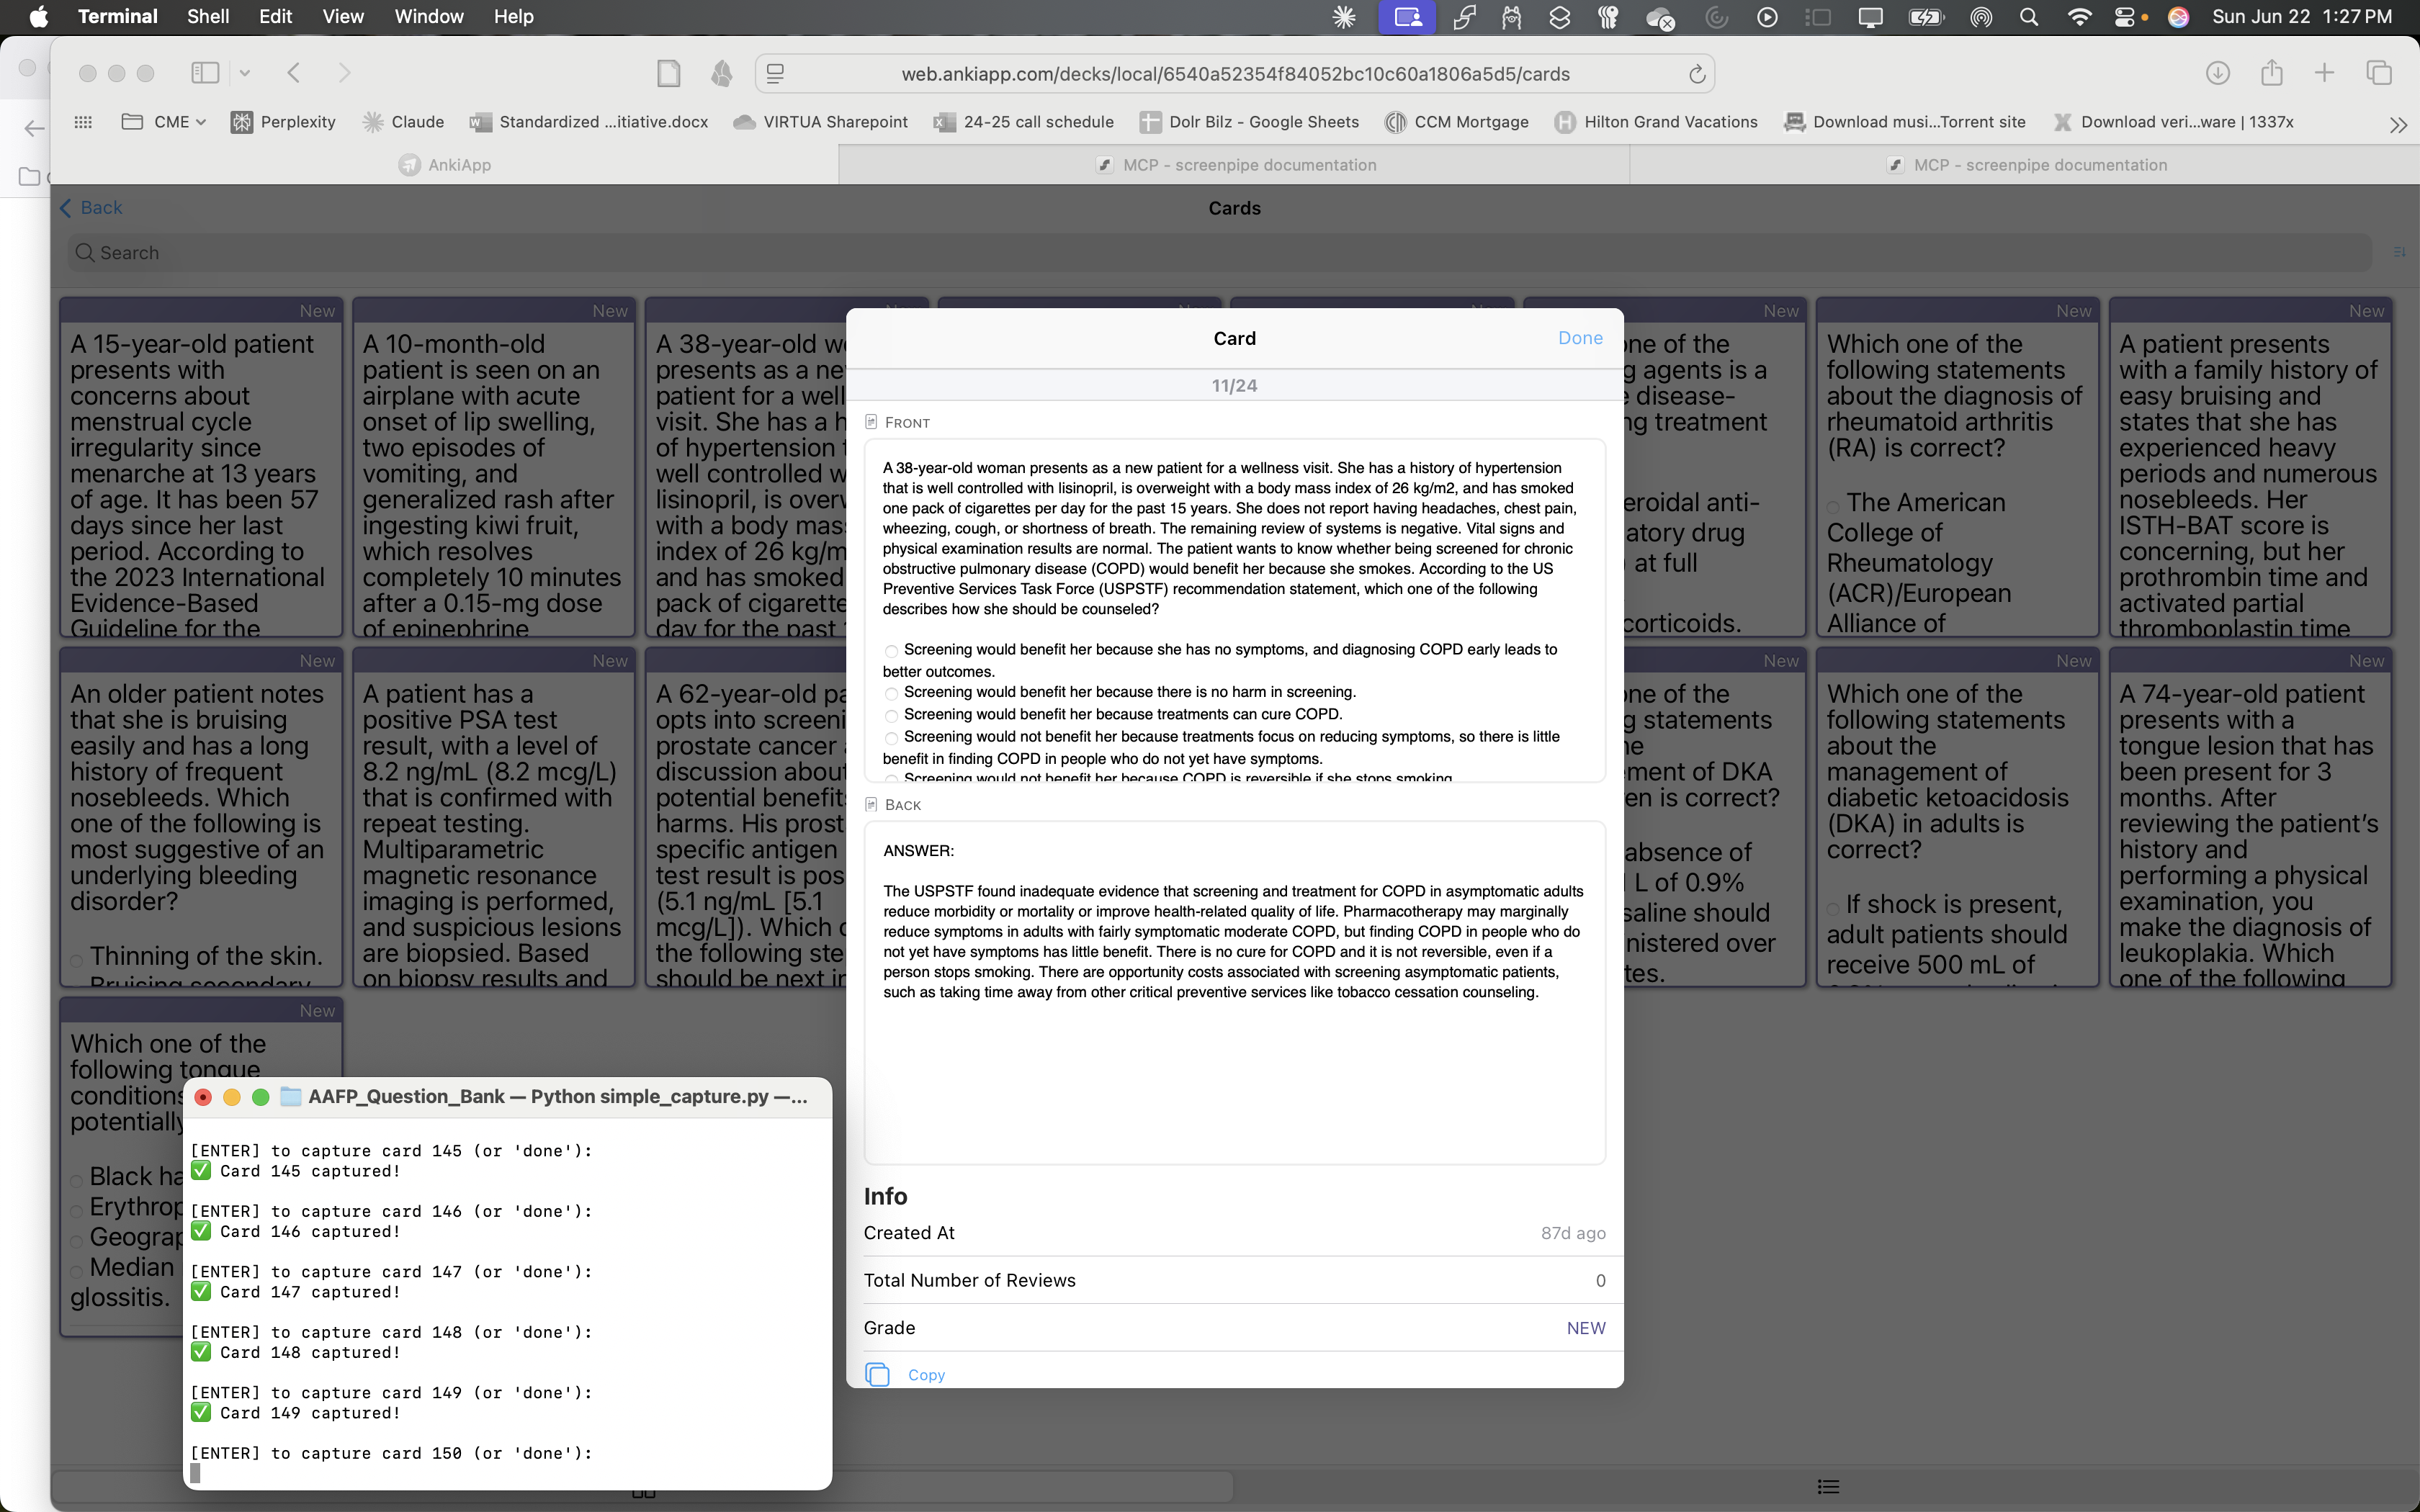 Terminal Shell Edit View Window Help Sun Jun 22 1:27 PM
web.ankiapp.com/decks/local/6540a52354f84052bc10c60a1806a5d5/cards
CME Perplexity Claude Standardized ...itiative.docx VIRTUA Sharepoint 24-25 call schedule Dolr Bilz - Google Sheets CCM Mortgage Hilton Grand Vacations Download musi...Torrent site Download veri...ware | 1337x
AnkiApp MCP - screenpipe documentation MCP - screenpipe documentation
Back Cards
Search
New
A 15-year-old patient
presents with
concerns about
menstrual cycle
irregularity since
menarche at 13 years
of age. It has been 57
days since her last
period. According to
the 2023 International
Evidence-Based
Guideline for the
New
A 10-month-old
patient is seen on an
airplane with acute
onset of lip swelling,
two episodes of
vomiting, and
generalized rash after
ingesting kiwi fruit,
which resolves
completely 10 minutes
after a 0.15-mg dose
of epinephrine
A 38-year-old wo
presents as a ne
patient for a well
visit. She has a h
of hypertension t
well controlled w
lisinopril, is overw
with a body mas
index of 26 kg/m
and has smoked
pack of cigarette
day for the past
New
one of the
g agents is a
disease-
ng treatment
eroidal anti-
atory drug
at full
corticoids.
New
Which one of the
following statements
about the diagnosis of
rheumatoid arthritis
(RA) is correct?
The American
College of
Rheumatology
(ACR)/European
Alliance of
New
A patient presents
with a family history of
easy bruising and
states that she has
experienced heavy
periods and numerous
nosebleeds. Her
ISTH-BAT score is
concerning, but her
prothrombin time and
activated partial
thromboplastin time
New
An older patient notes
that she is bruising
easily and has a long
history of frequent
nosebleeds. Which
one of the following is
most suggestive of an
underlying bleeding
disorder?
Thinning of the skin.
Bruising secondary
New
A patient has a
positive PSA test
result, with a level of
8.2 ng/mL (8.2 mcg/L)
that is confirmed with
repeat testing.
Multiparametric
magnetic resonance
imaging is performed,
and suspicious lesions
are biopsied. Based
on biopsy results and
A 62-year-old pa
opts into screeni
prostate cancer
discussion about
potential benefit
harms. His prost
specific antigen
test result is pos
(5.1 ng/mL [5.1
mcg/L]). Which o
the following ste
should be next in
New
one of the
g statements
he
ment of DKA
en is correct?
absence of
L of 0.9%
saline should
nistered over
tes.
New
Which one of the
following statements
about the
management of
diabetic ketoacidosis
(DKA) in adults is
correct?
If shock is present,
adult patients should
receive 500 mL of
New
A 74-year-old patient
presents with a
tongue lesion that has
been present for 3
months. After
reviewing the patient's
history and
performing a physical
examination, you
make the diagnosis of
leukoplakia. Which
one of the following
New
Which one of the
following tongue
conditions
potentially
Black ha
Erythrop
Geograp
Median
glossitis.
Card Done
11/24
FRONT
A 38-year-old woman presents as a new patient for a wellness visit. She has a history of hypertension
that is well controlled with lisinopril, is overweight with a body mass index of 26 kg/m2, and has smoked
one pack of cigarettes per day for the past 15 years. She does not report having headaches, chest pain,
wheezing, cough, or shortness of breath. The remaining review of systems is negative. Vital signs and
physical examination results are normal. The patient wants to know whether being screened for chronic
obstructive pulmonary disease (COPD) would benefit her because she smokes. According to the US
Preventive Services Task Force (USPSTF) recommendation statement, which one of the following
describes how she should be counseled?
Screening would benefit her because she has no symptoms, and diagnosing COPD early leads to
better outcomes.
Screening would benefit her because there is no harm in screening.
Screening would benefit her because treatments can cure COPD.
Screening would not benefit her because treatments focus on reducing symptoms, so there is little
benefit in finding COPD in people who do not yet have symptoms.
Screening would not benefit her because COPD is reversible if she stops smoking
BACK
ANSWER:
The USPSTF found inadequate evidence that screening and treatment for COPD in asymptomatic adults
reduce morbidity or mortality or improve health-related quality of life. Pharmacotherapy may marginally
reduce symptoms in adults with fairly symptomatic moderate COPD, but finding COPD in people who do
not yet have symptoms has little benefit. There is no cure for COPD and it is not reversible, even if a
person stops smoking. There are opportunity costs associated with screening asymptomatic patients,
such as taking time away from other critical preventive services like tobacco cessation counseling.
Info
Created At 87d ago
Total Number of Reviews 0
Grade NEW
Copy
AAFP_Question_Bank — Python simple_capture.py —...
[ENTER] to capture card 145 (or 'done'):
✅ Card 145 captured!
[ENTER] to capture card 146 (or 'done'):
✅ Card 146 captured!
[ENTER] to capture card 147 (or 'done'):
✅ Card 147 captured!
[ENTER] to capture card 148 (or 'done'):
✅ Card 148 captured!
[ENTER] to capture card 149 (or 'done'):
✅ Card 149 captured!
[ENTER] to capture card 150 (or 'done'):